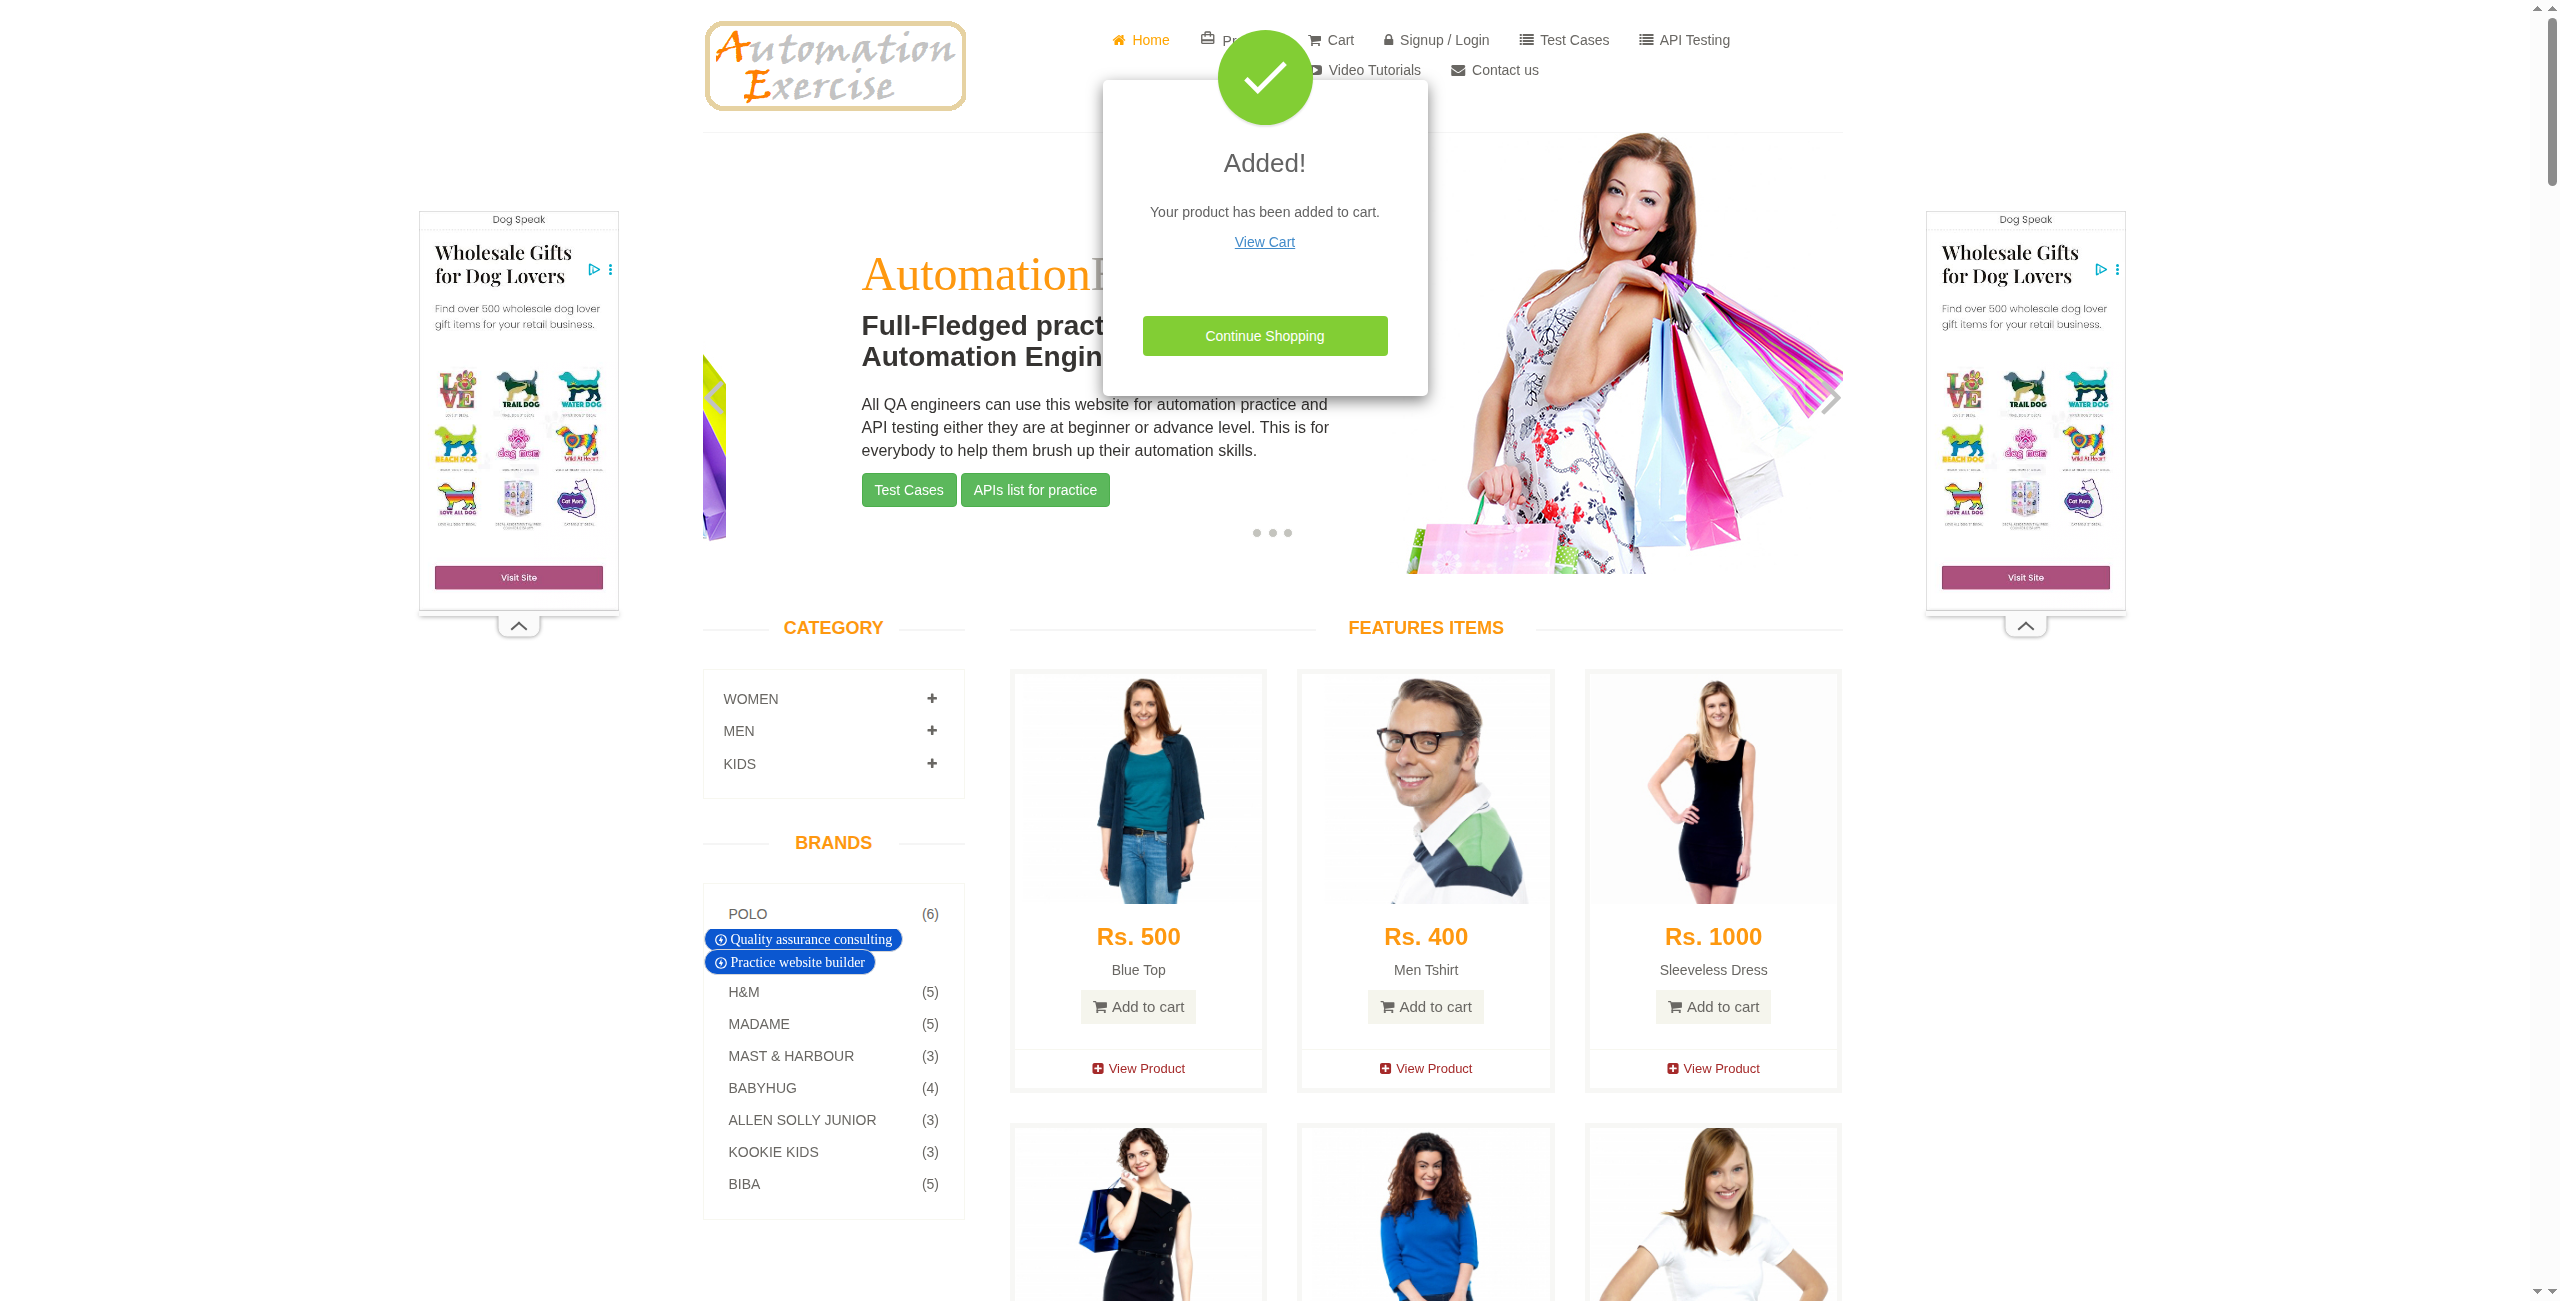 Automation
Exercise
Home
Cart
Signup / Login
Test Cases
API Testing
Video Tutorials
Contact us
Added!
Your product has been added to cart.
View Cart
Continue Shopping
Automation
Full-Fledged pract
Automation Engin
All QA engineers can use this website for automation practice and
API testing either they are at beginner or advance level. This is for
everybody to help them brush up their automation skills.
Test Cases
APIs list for practice
Dog Speak
Wholesale Gifts
for Dog Lovers
Find over 500 wholesale dog lover
gift items for your retail business.
LOVE
TRAIL DOG
WATER DOG
BEACH DOG
dog mom
Wild At Heart
LOVE ALL DOG
Cat Mom
Visit Site
Dog Speak
Wholesale Gifts
for Dog Lovers
Find over 500 wholesale dog lover
gift items for your retail business.
LOVE
TRAIL DOG
WATER DOG
BEACH DOG
dog mom
Wild At Heart
LOVE ALL DOG
Cat Mom
Visit Site
CATEGORY
WOMEN
MEN
KIDS
BRANDS
POLO (6)
Quality assurance consulting
Practice website builder
H&M (5)
MADAME (5)
MAST & HARBOUR (3)
BABYHUG (4)
ALLEN SOLLY JUNIOR (3)
KOOKIE KIDS (3)
BIBA (5)
FEATURES ITEMS
Rs. 500
Blue Top
Add to cart
View Product
Rs. 400
Men Tshirt
Add to cart
View Product
Rs. 1000
Sleeveless Dress
Add to cart
View Product